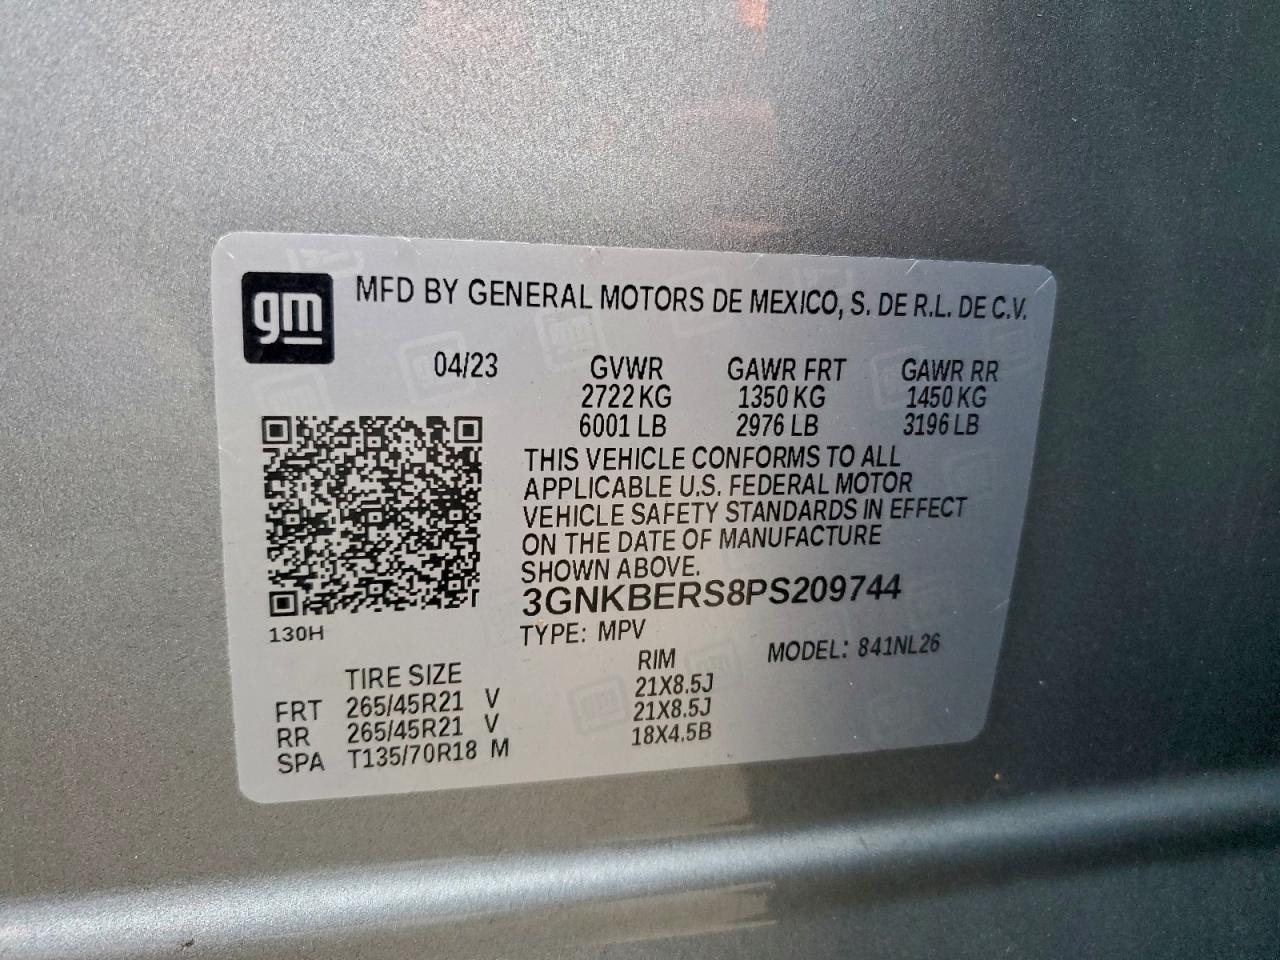 gm
MFD BY GENERAL MOTORS DE MEXICO, S. DE R.L. DE C.V.
04/23 GVWR GAWR FRT GAWR RR
2722 KG 1350 KG 1450 KG
6001 LB 2976 LB 3196 LB
THIS VEHICLE CONFORMS TO ALL
APPLICABLE U.S. FEDERAL MOTOR
VEHICLE SAFETY STANDARDS IN EFFECT
ON THE DATE OF MANUFACTURE
SHOWN ABOVE.
3GNKBERS8PS209744
130H
TYPE: MPV MODEL: 841NL26
TIRE SIZE RIM
FRT 265/45R21 V 21X8.5J
RR 265/45R21 V 21X8.5J
SPA T135/70R18 M 18X4.5B